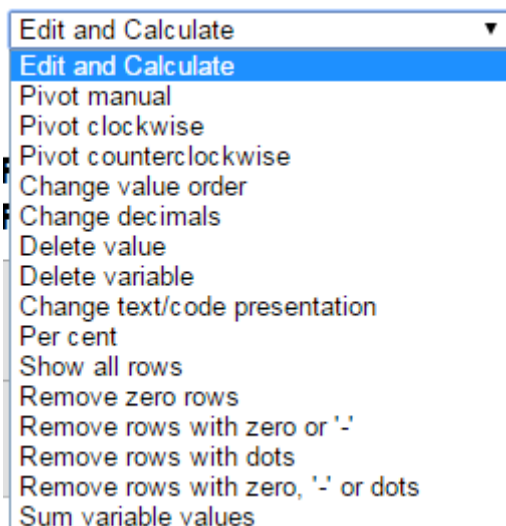 Edit and Calculate
Edit and Calculate
Pivot manual
Pivot clockwise
Pivot counterclockwise
Change value order
Change decimals
Delete value
Delete variable
Change text/code presentation
Per cent
Show all rows
Remove zero rows
Remove rows with zero or '-'
Remove rows with dots
Remove rows with zero, '-' or dots
Sum variable values